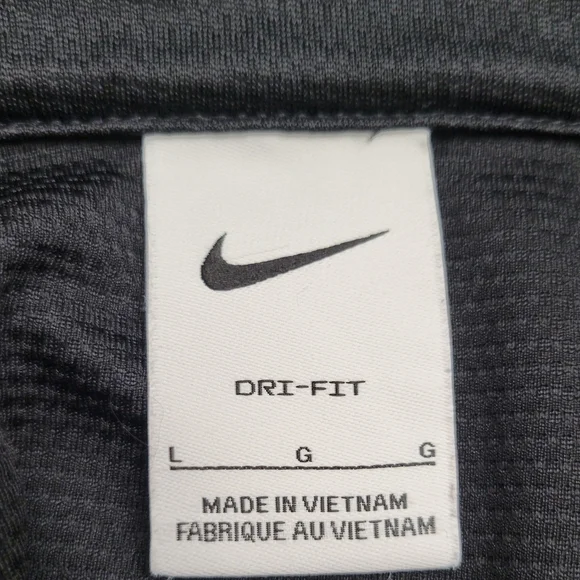 DRI-FIT
L G G
MADE IN VIETNAM
FABRIQUE AU VIETNAM